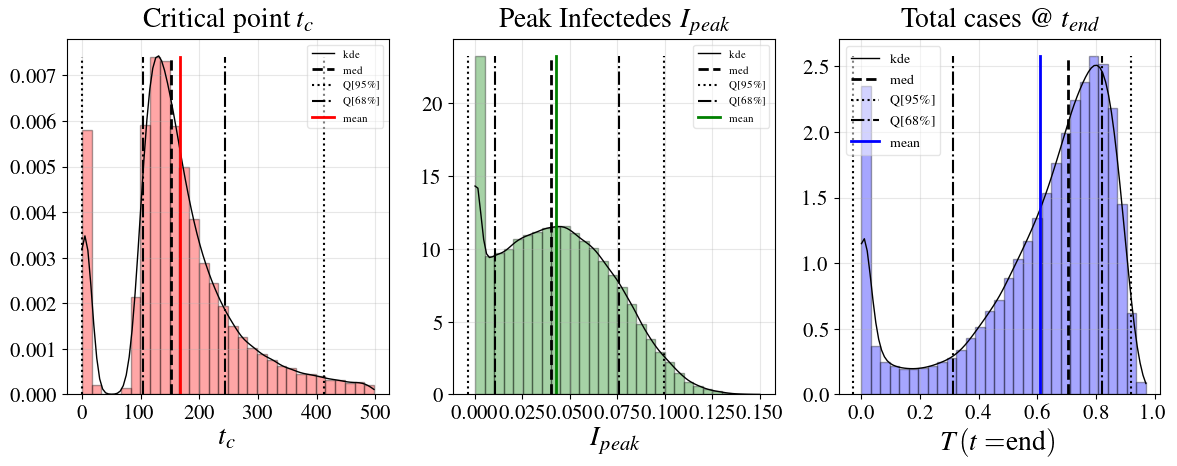 Critical point t_c
Peak Infectedes I_peak
Total cases @ t_end
kde
med
Q[95%]
Q[68%]
mean
kde
med
Q[95%]
Q[68%]
mean
kde
med
Q[95%]
Q[68%]
mean
0.007
0.006
0.005
0.004
0.003
0.002
0.001
0.000
0 100 200 300 400 500
t_c
20
15
10
5
0
0.000 0.025 0.050 0.075 0.100 0.125 0.150
I_peak
2.5
2.0
1.5
1.0
0.5
0.0
0.0 0.2 0.4 0.6 0.8 1.0
T(t=end)